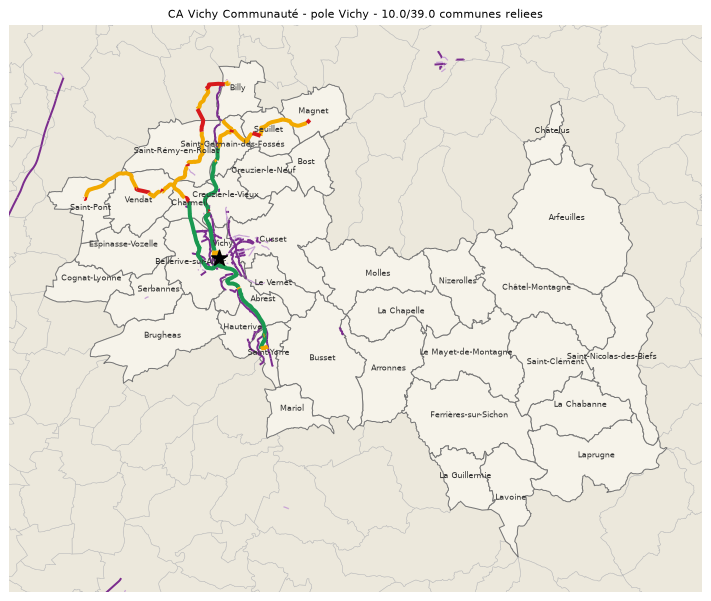 CA Vichy Communauté - pole Vichy - 10.0/39.0 communes reliees
Billy
Magnet
Seuillet
Châtelus
Saint-Germain-des-Fossés
Saint-Rémy-en-Rollat
Bost
Creuzier-le-Neuf
Creuzier-le-Vieux
Vendat
Charmeil
Saint-Pont
Arfeuilles
Espinasse-Vozelle
Vichy
Cusset
Bellerive-sur-Allier
Molles
Cognat-Lyonne
Nizerolles
Le Vernet
Serbannes
Châtel-Montagne
Abrest
La Chapelle
Hauterive
Brugheas
Saint-Yorre
Le Mayet-de-Montagne
Busset
Saint-Nicolas-des-Biefs
Saint-Clément
Arronnes
La Chabanne
Mariol
Ferrières-sur-Sichon
Laprugne
La Guillermie
Lavoine